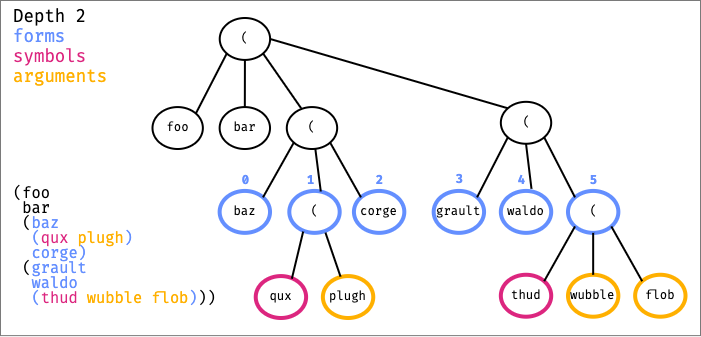 Depth 2
forms
symbols
arguments
(
foo
bar
(
(
0
1
2
3
4
5
baz
(
corge
grault
waldo
(
qux
plugh
thud
wubble
flob
(foo
bar
(baz
(qux plugh)
corge)
(grault
waldo
(thud wubble flob)))